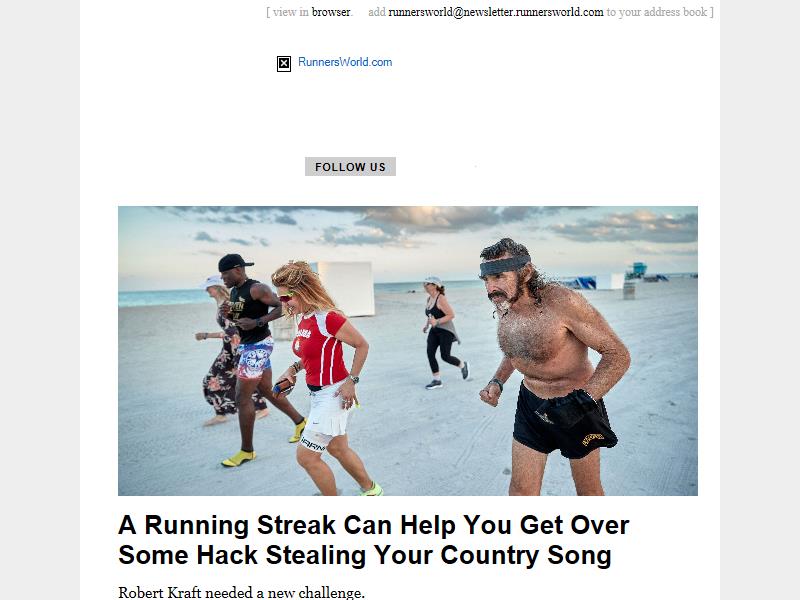 [ view in browser. add runnersworld@newsletter.runnersworld.com to your address book ]
RunnersWorld.com
FOLLOW US
A Running Streak Can Help You Get Over
Some Hack Stealing Your Country Song
Robert Kraft needed a new challenge.